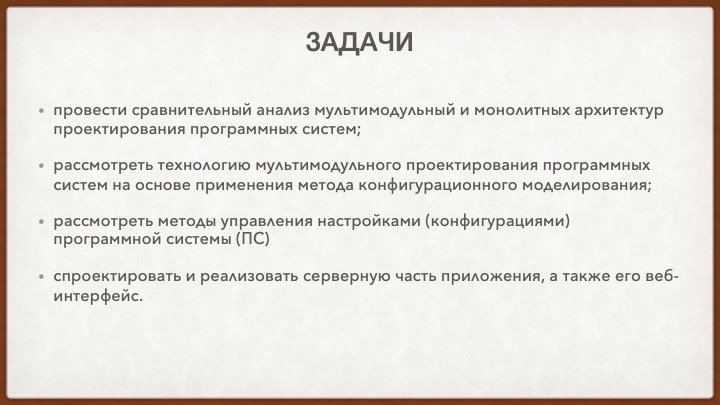 ЗАДАЧИ
• провести сравнительный анализ мультимодульный и монолитных архитектур
проектирования программных систем;
• рассмотреть технологию мультимодульного проектирования программных
систем на основе применения метода конфигурационного моделирования;
• рассмотреть методы управления настройками (конфигурациями)
программной системы (ПС)
• спроектировать и реализовать серверную часть приложения, а также его веб-
интерфейс.